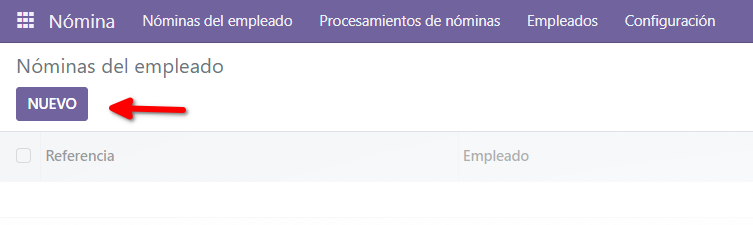 Nómina Nóminas del empleado Procesamientos de nóminas Empleados Configuración
Nóminas del empleado
NUEVO
Referencia Empleado